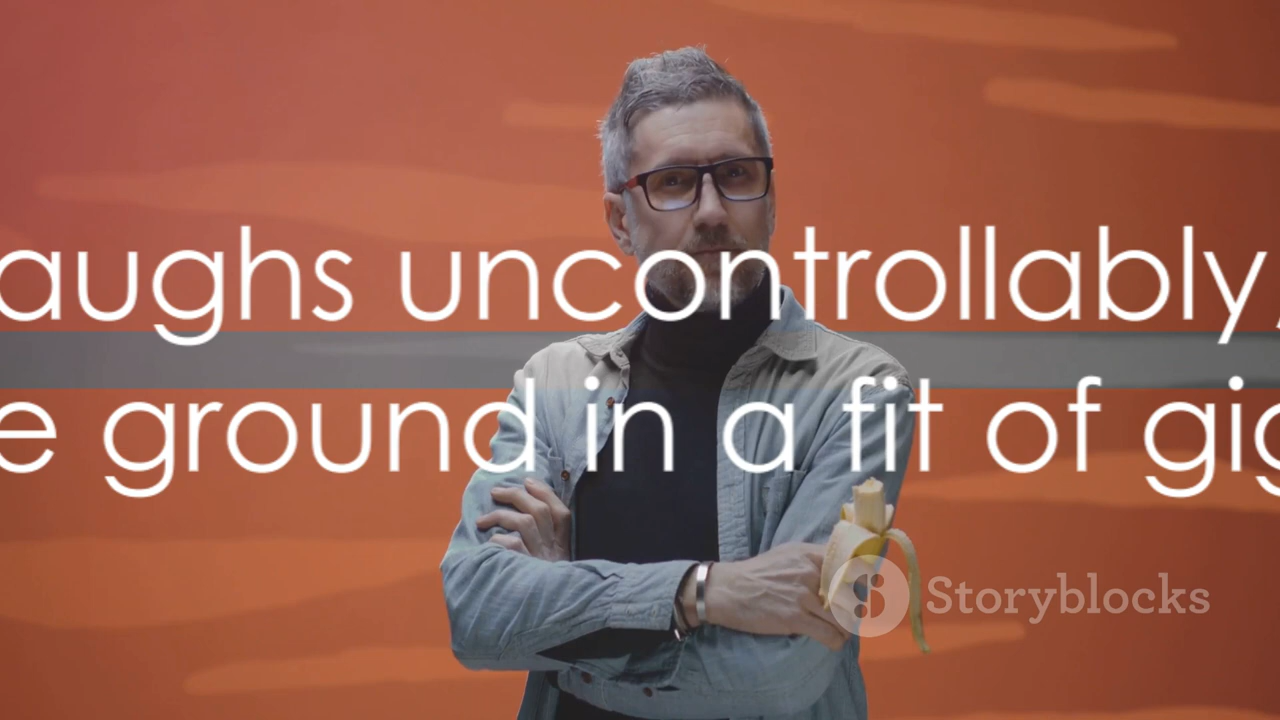 aughs uncontrollably,
e ground in a fit of gig
Storyblocks